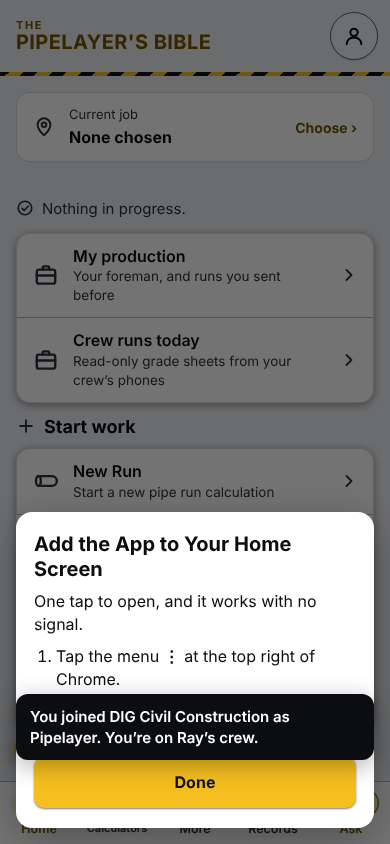 THE
PIPELAYER'S BIBLE
Current job
None chosen
Choose ›
Nothing in progress.
My production
Your foreman, and runs you sent
before
Crew runs today
Read-only grade sheets from your
crew’s phones
Start work
New Run
Start a new pipe run calculation
Add the App to Your Home
Screen
One tap to open, and it works with no
signal.
1. Tap the menu ⋮ at the top right of
Chrome.
You joined DIG Civil Construction as
Pipelayer. You’re on Ray’s crew.
Done
Home Calculators More Records Ask